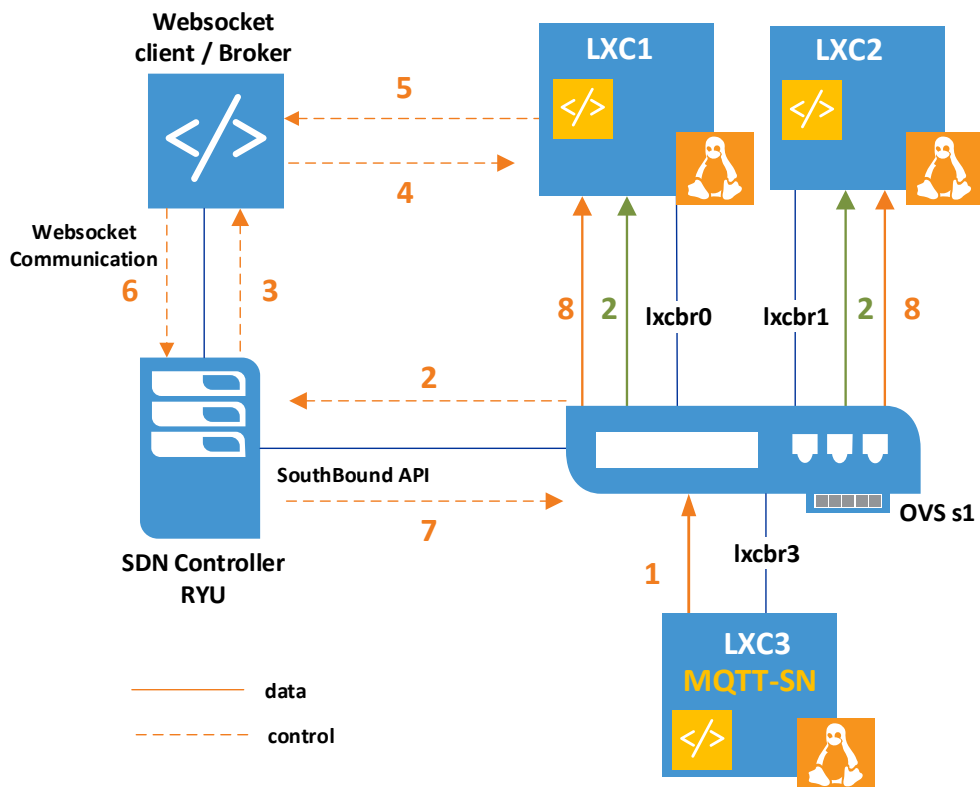 Websocket
client / Broker
</>
LXC1
</>
LXC2
</>
5
4
Websocket
Communication
6
3
8
2
lxcbr0
lxcbr1
2
8
2
SouthBound API
7
OVS s1
SDN Controller
RYU
1
lxcbr3
LXC3
MQTT-SN
</>
data
control